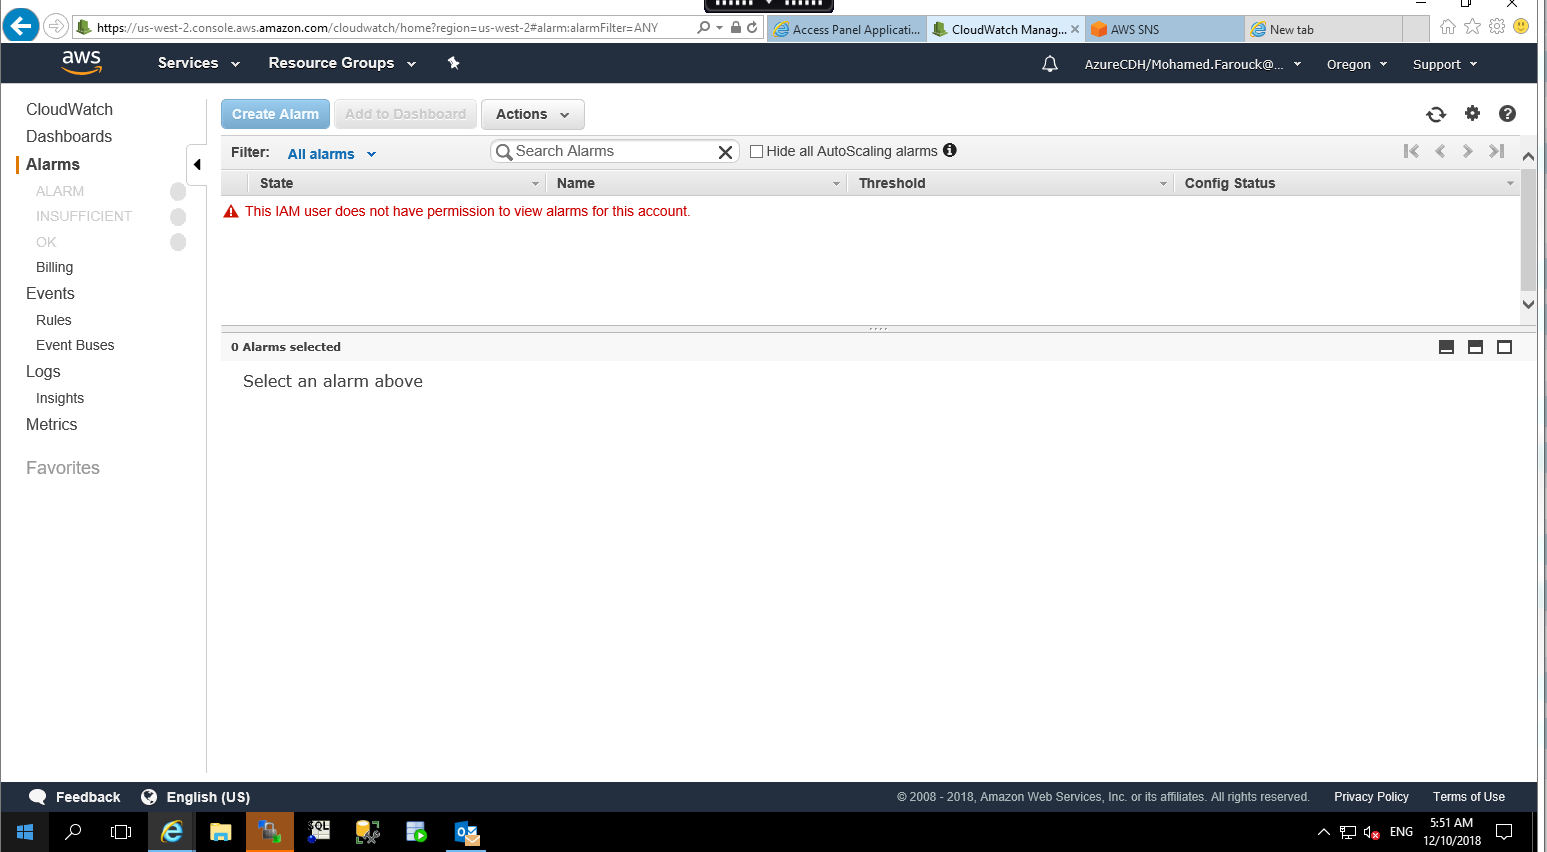 https://us-west-2.console.aws.amazon.com/cloudwatch/home?region=us-west-2#alarm:alarmFilter=ANY
Access Panel Applicati...
CloudWatch Manag...
AWS SNS
New tab
aws
Services
Resource Groups
AzureCDH/Mohamed.Farouck@...
Oregon
Support
CloudWatch
Dashboards
Alarms
ALARM
INSUFFICIENT
OK
Billing
Events
Rules
Event Buses
Logs
Insights
Metrics
Favorites
Create Alarm
Add to Dashboard
Actions
Filter:
All alarms
Search Alarms
Hide all AutoScaling alarms
State
Name
Threshold
Config Status
This IAM user does not have permission to view alarms for this account.
0 Alarms selected
Select an alarm above
Feedback
English (US)
© 2008 - 2018, Amazon Web Services, Inc. or its affiliates. All rights reserved.
Privacy Policy
Terms of Use
SQL
ENG
5:51 AM
12/10/2018